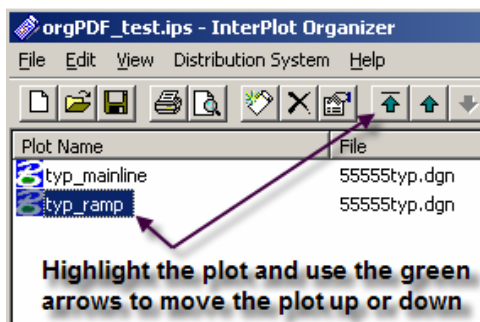 orgPDF_test.ips - InterPlot Organizer
File Edit View Distribution System Help
Plot Name File
typ_mainline 55555typ.dgn
typ_ramp 55555typ.dgn
Highlight the plot and use the green
arrows to move the plot up or down